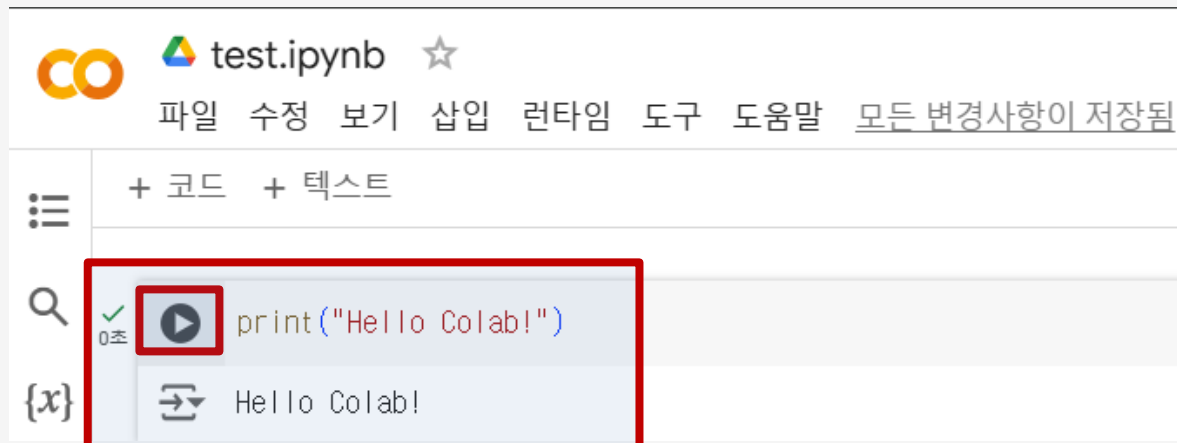 CO test.ipynb
파일 수정 보기 삽입 런타임 도구 도움말 모든 변경사항이 저장됨
+ 코드 + 텍스트
0초 print("Hello Colab!")
{x} Hello Colab!